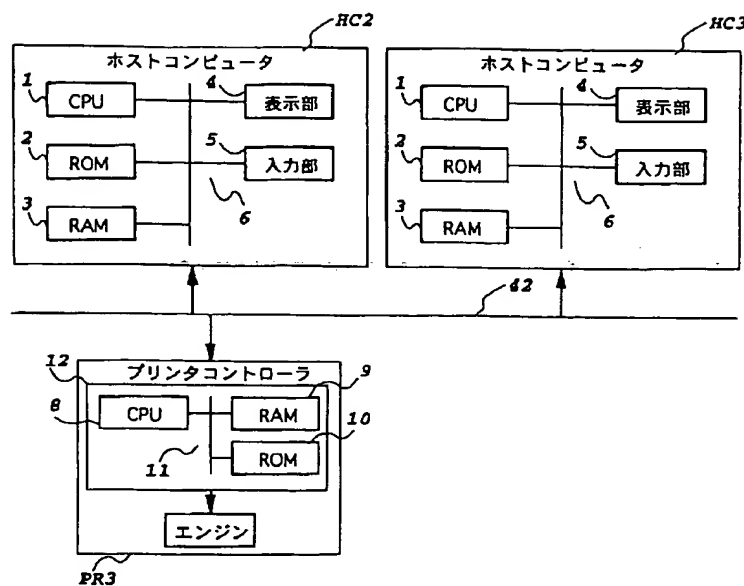 HC2
ホストコンピュータ
1
CPU
4
表示部
2
ROM
5
入力部
3
RAM
6
HC3
ホストコンピュータ
1
CPU
4
表示部
2
ROM
5
入力部
3
RAM
6
42
12
プリンタコントローラ
9
8
CPU
RAM
10
11
ROM
エンジン
PR3